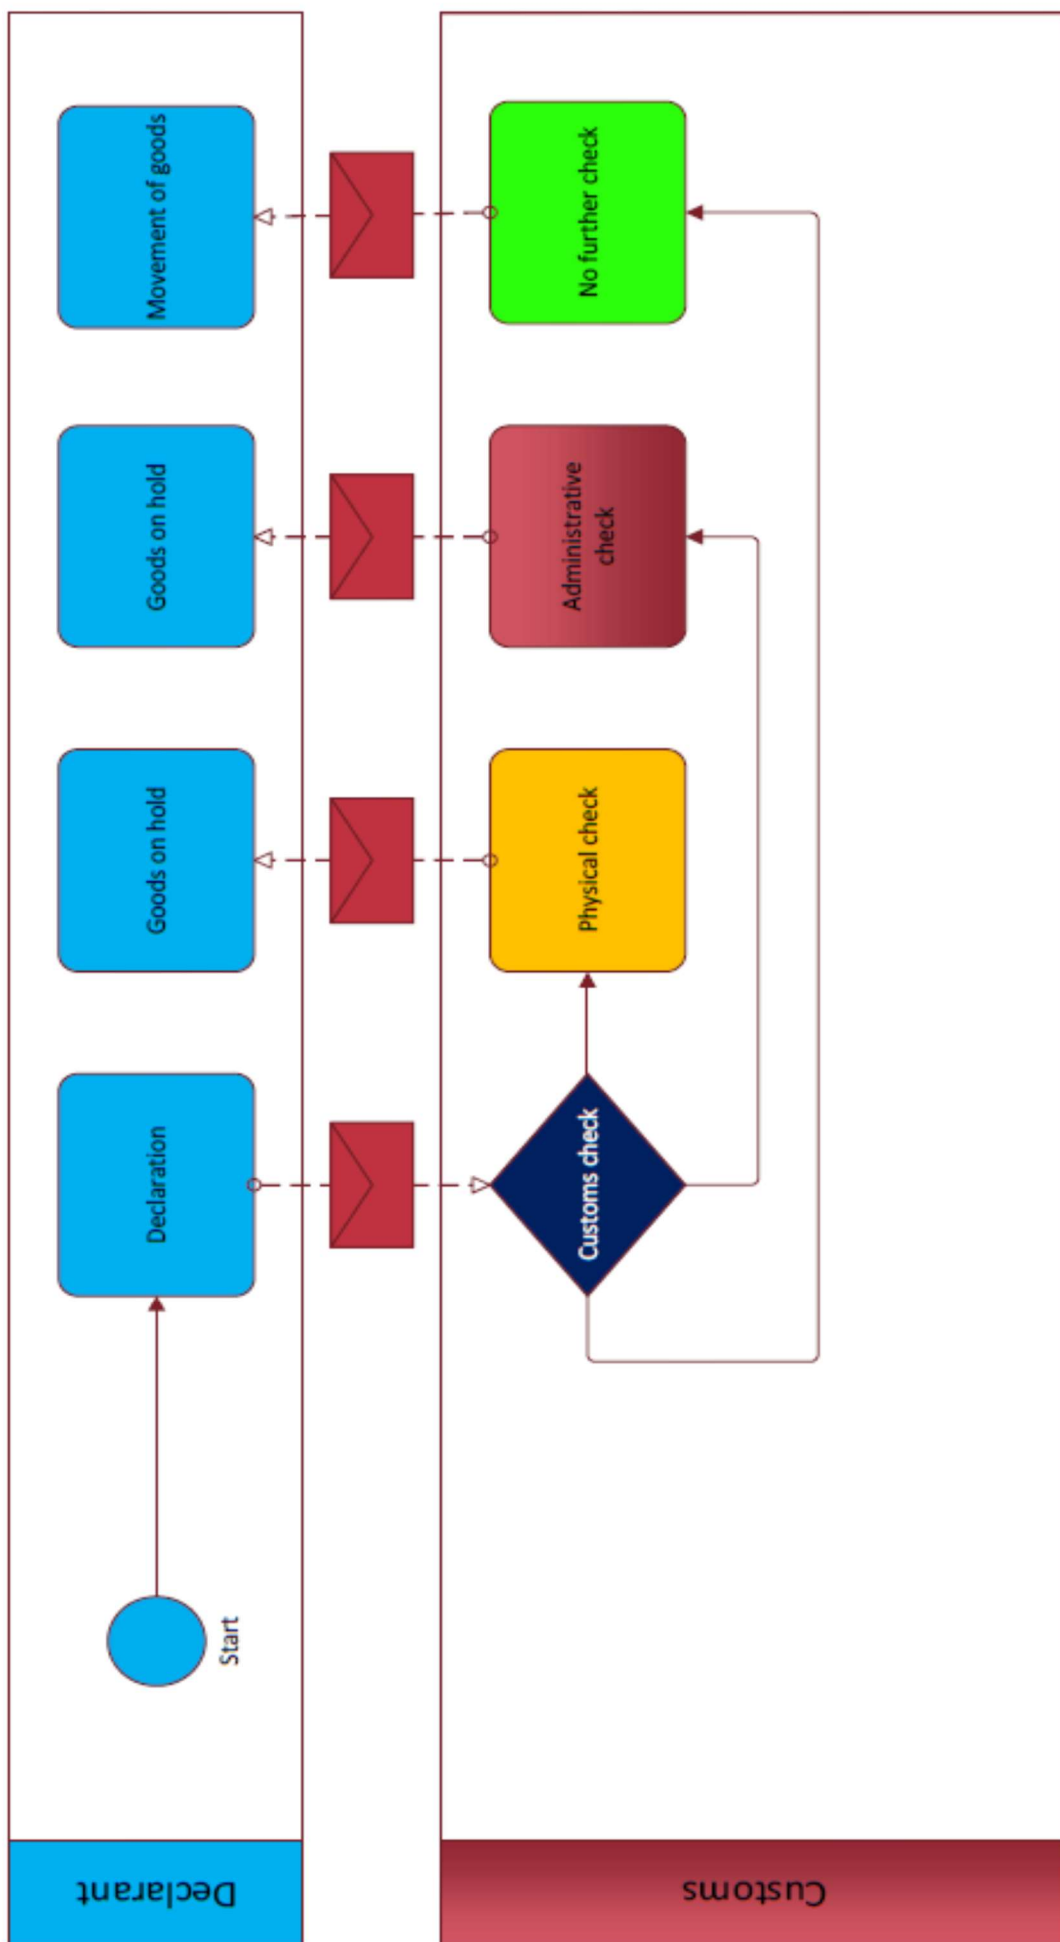 Declarant
Start
Declaration
Goods on hold
Goods on hold
Movement of goods
Customs
Customs check
Physical check
Administrative
check
No further check